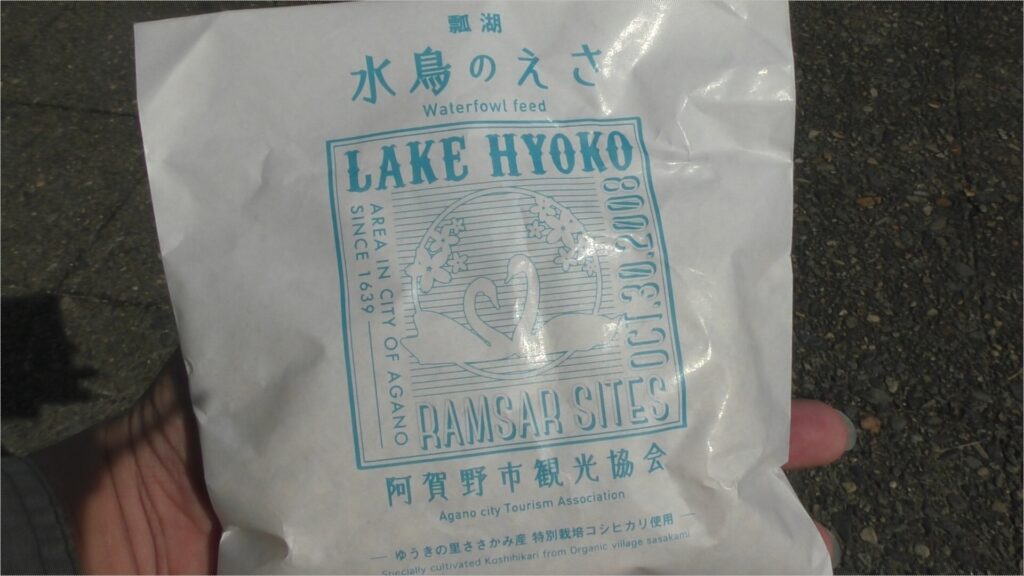 瓢湖
水鳥のえさ
Waterfowl feed
LAKE HYOKO
AREA IN CITY OF AGANO
SINCE 1639
OCT.30.2008
RAMSAR SITES
阿賀野市観光協会
Agano city Tourism Association
ゆうきの里ささかみ産 特別栽培コシヒカリ使用
Specially cultivated Koshihikari from Organic village sasakami